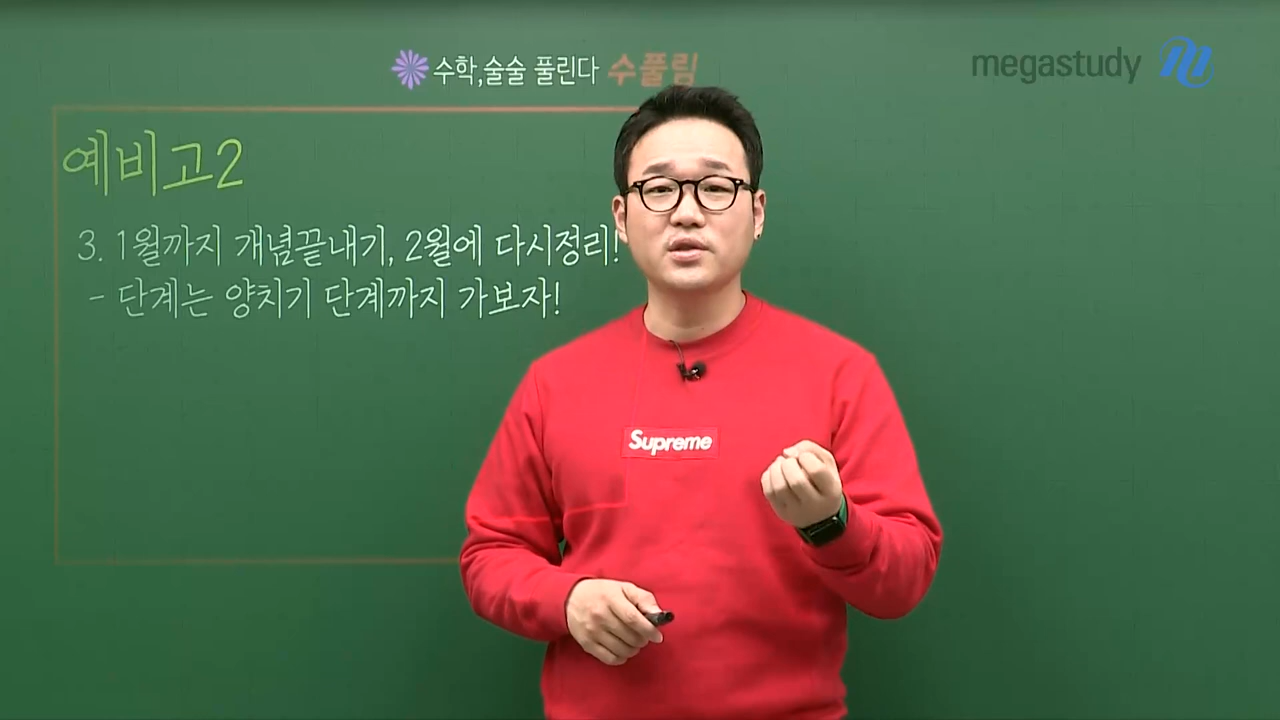 수학,술술 풀린다 수풀림
megastudy
예비고2
3. 1월까지 개념끝내기, 2월에 다시정리!
- 단계는 양치기 단계까지 가보자!
Supreme